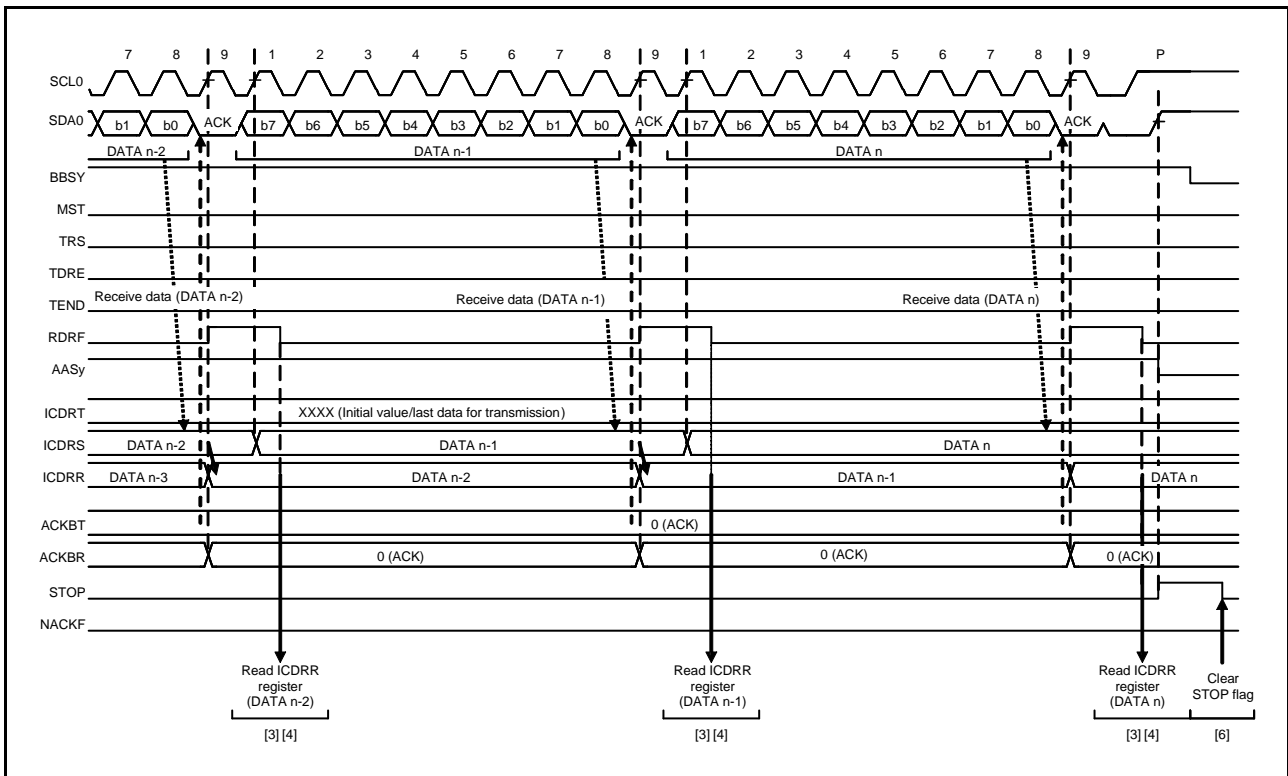 7 8 9 1 2 3 4 5 6 7 8 9 1 2 3 4 5 6 7 8 9 P
SCL0
SDA0 b1 b0 ACK b7 b6 b5 b4 b3 b2 b1 b0 ACK b7 b6 b5 b4 b3 b2 b1 b0 ACK
DATA n-2 DATA n-1 DATA n
BBSY
MST
TRS
TDRE
Receive data (DATA n-2) Receive data (DATA n-1) Receive data (DATA n)
TEND
RDRF
AASy
ICDRT XXXX (Initial value/last data for transmission)
ICDRS DATA n-2 DATA n-1 DATA n
ICDRR DATA n-3 DATA n-2 DATA n-1 DATA n
ACKBT 0 (ACK)
ACKBR 0 (ACK) 0 (ACK) 0 (ACK)
STOP
NACKF
Read ICDRR
register
(DATA n-2)
[3] [4]
Read ICDRR
register
(DATA n-1)
[3] [4]
Read ICDRR
register
(DATA n)
[3] [4]
Clear
STOP flag
[6]